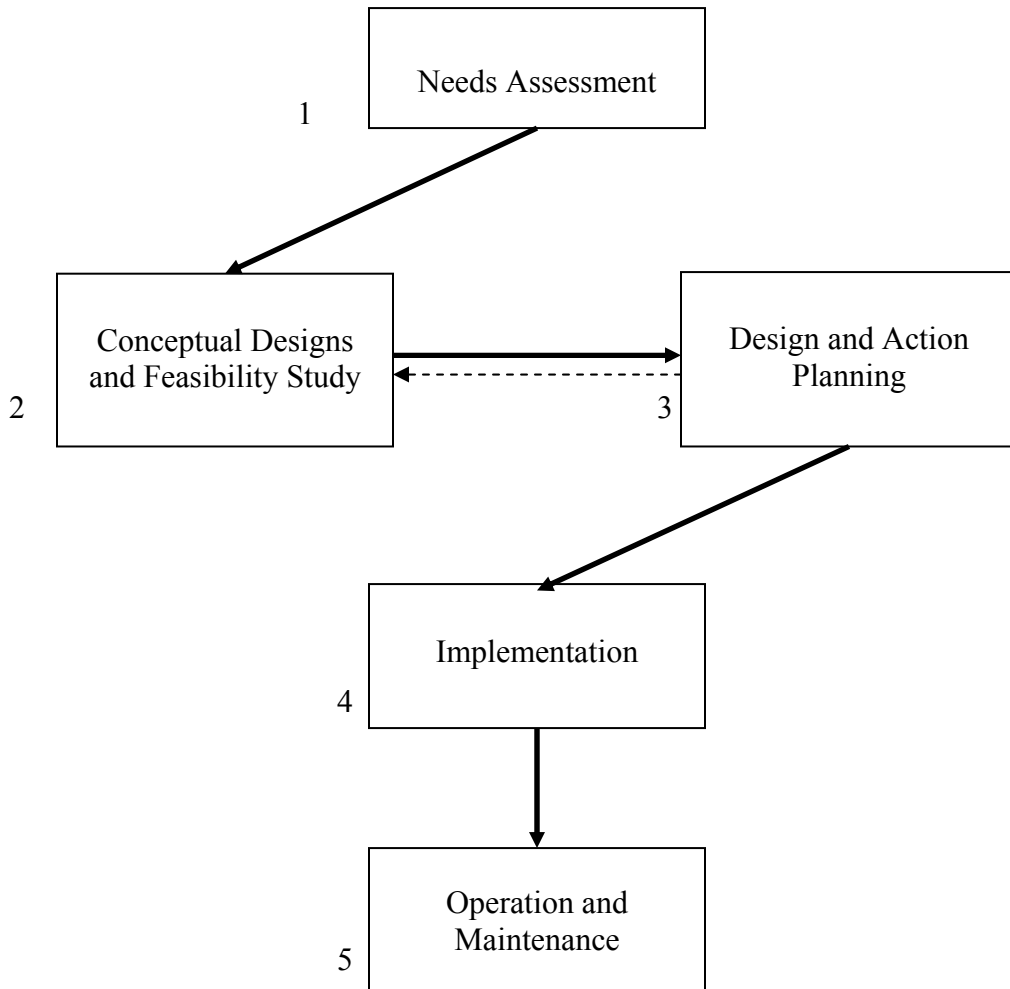 Needs Assessment
1
Conceptual Designs
and Feasibility Study
2
Design and Action
Planning
3
Implementation
4
Operation and
Maintenance
5